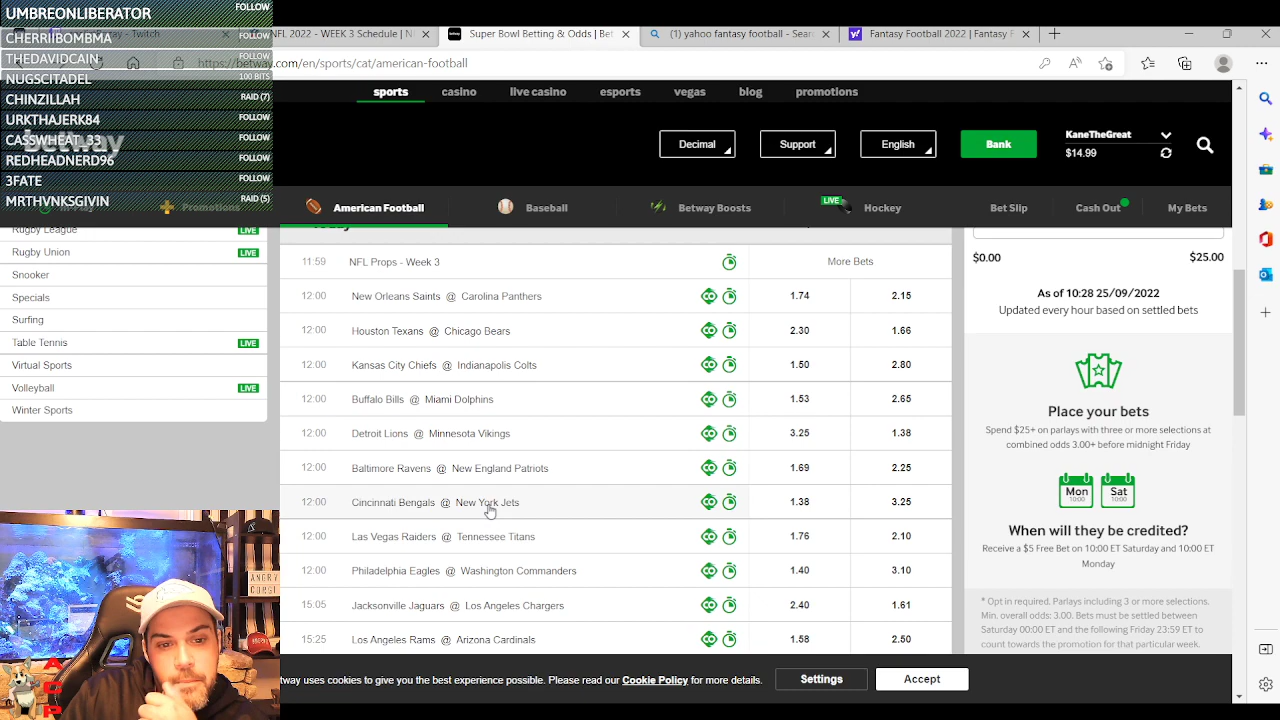 UMBREONLIBERATOR FOLLOW
CHERRIIBOMBMA FOLLOW
THEDAVIDCAIN FOLLOW
NUGSCITADEL 100 BITS
CHINZILLAH RAID (7)
URKTHAJERK84 FOLLOW
CASSWHEAT_33 FOLLOW
REDHEADNERD96 FOLLOW
3FATE FOLLOW
MRTHVNKSGIVIN RAID (5)
Twitch
NFL 2022 - WEEK 3 Schedule | N
Super Bowl Betting & Odds | Bet
(1) yahoo fantasy football - Sear
Fantasy Football 2022 | Fantasy
https://betway.com/en/sports/cat/american-football
sports casino live casino esports vegas blog promotions
betway
Decimal Support English Bank
KaneTheGreat
$14.99
Promotions
American Football Baseball Betway Boosts LIVE Hockey Bet Slip Cash Out My Bets
Rugby League LIVE
Rugby Union LIVE
Snooker
Specials
Surfing
Table Tennis LIVE
Virtual Sports
Volleyball LIVE
Winter Sports
Today
11:59 NFL Props - Week 3 More Bets
12:00 New Orleans Saints @ Carolina Panthers 1.74 2.15
12:00 Houston Texans @ Chicago Bears 2.30 1.66
12:00 Kansas City Chiefs @ Indianapolis Colts 1.50 2.80
12:00 Buffalo Bills @ Miami Dolphins 1.53 2.65
12:00 Detroit Lions @ Minnesota Vikings 3.25 1.38
12:00 Baltimore Ravens @ New England Patriots 1.69 2.25
12:00 Cincinnati Bengals @ New York Jets 1.38 3.25
12:00 Las Vegas Raiders @ Tennessee Titans 1.76 2.10
12:00 Philadelphia Eagles @ Washington Commanders 1.40 3.10
15:05 Jacksonville Jaguars @ Los Angeles Chargers 2.40 1.61
15:25 Los Angeles Rams @ Arizona Cardinals 1.58 2.50
$0.00 $25.00
As of 10:28 25/09/2022
Updated every hour based on settled bets
Place your bets
Spend $25+ on parlays with three or more selections at
combined odds 3.00+ before midnight Friday
Mon 10:00 Sat 10:00
When will they be credited?
Receive a $5 Free Bet on 10:00 ET Saturday and 10:00 ET
Monday
* Opt in required. Parlays including 3 or more selections.
Min. overall odds: 3.00. Bets must be settled between
Saturday 00:00 ET and the following Friday 23:59 ET to
count towards the promotion for that particular week.
tway uses cookies to give you the best experience possible. Please read our Cookie Policy for more details.
Settings Accept
ANGRY
CORGI